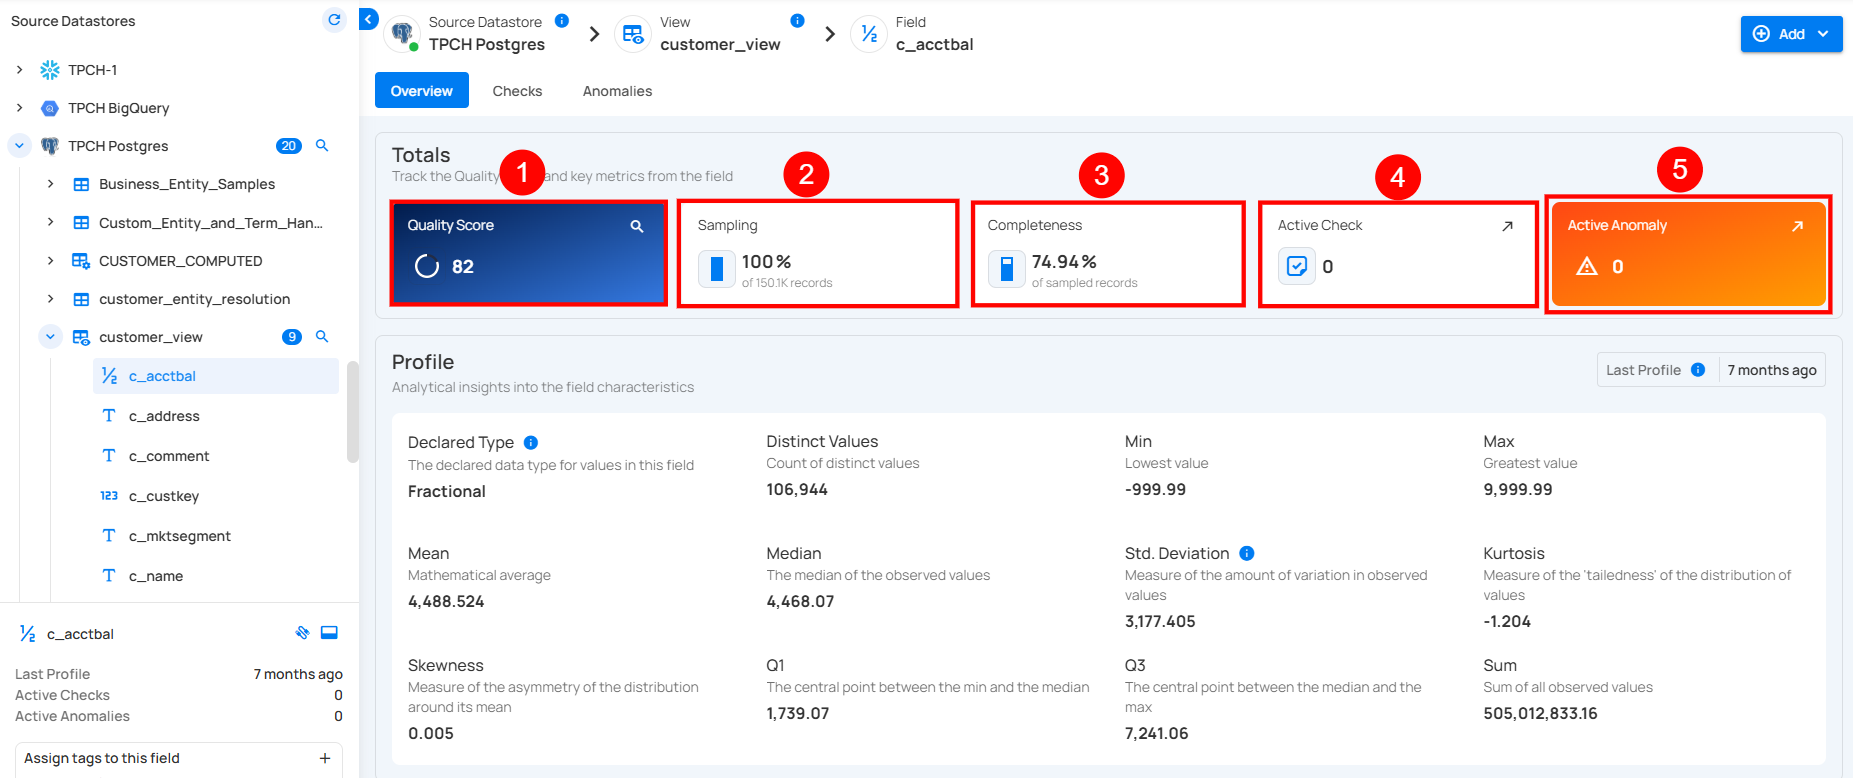 Source Datastores
TPCH-1
TPCH BigQuery
TPCH Postgres 20
Business_Entity_Samples
Custom_Entity_and_Term_Han...
CUSTOMER_COMPUTED
customer_entity_resolution
customer_view 9
c_acctbal
c_address
c_comment
123 c_custkey
c_mktsegment
c_name
c_acctbal
Last Profile 7 months ago
Active Checks 0
Active Anomalies 0
Assign tags to this field +
Source Datastore
TPCH Postgres
View
customer_view
Field
c_acctbal
Add
Overview Checks Anomalies
Totals
Track the Quality and key metrics from the field
1 2 3 4 5
Quality Score
82
Sampling
100%
of 150.1K records
Completeness
74.94%
of sampled records
Active Check
0
Active Anomaly
0
Profile
Analytical insights into the field characteristics
Last Profile 7 months ago
Declared Type
The declared data type for values in this field
Fractional
Distinct Values
Count of distinct values
106,944
Min
Lowest value
-999.99
Max
Greatest value
9,999.99
Mean
Mathematical average
4,488.524
Median
The median of the observed values
4,468.07
Std. Deviation
Measure of the amount of variation in observed
values
3,177.405
Kurtosis
Measure of the 'tailedness' of the distribution of
values
-1.204
Skewness
Measure of the asymmetry of the distribution
around its mean
0.005
Q1
The central point between the min and the median
1,739.07
Q3
The central point between the median and the
max
7,241.06
Sum
Sum of all observed values
505,012,833.16